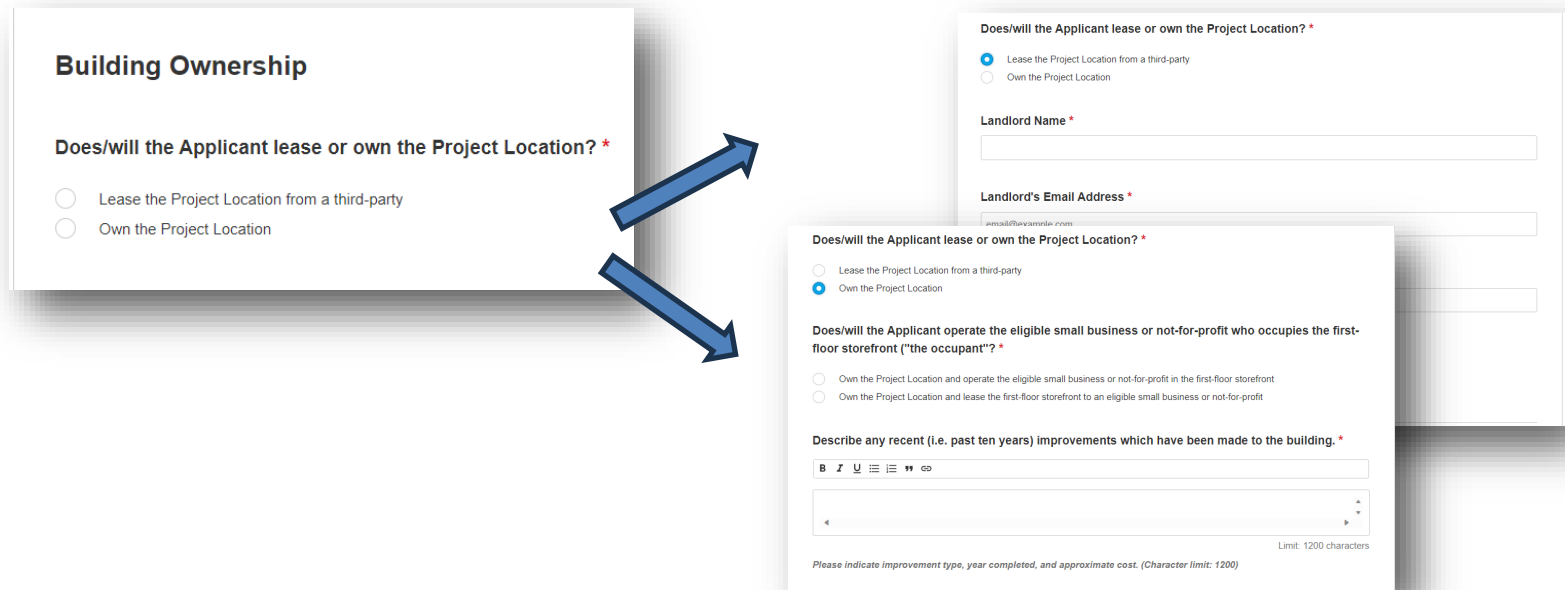 Building Ownership
Does/will the Applicant lease or own the Project Location? *
Lease the Project Location from a third-party
Own the Project Location
Does/will the Applicant lease or own the Project Location? *
Lease the Project Location from a third-party
Own the Project Location
Landlord Name *
Landlord's Email Address *
email@example.com
Does/will the Applicant lease or own the Project Location? *
Lease the Project Location from a third-party
Own the Project Location
Does/will the Applicant operate the eligible small business or not-for-profit who occupies the first-
floor storefront ("the occupant"? *
Own the Project Location and operate the eligible small business or not-for-profit in the first-floor storefront
Own the Project Location and lease the first-floor storefront to an eligible small business or not-for-profit
Describe any recent (i.e. past ten years) improvements which have been made to the building. *
B I U
Limit: 1200 characters
Please indicate improvement type, year completed, and approximate cost. (Character limit: 1200)